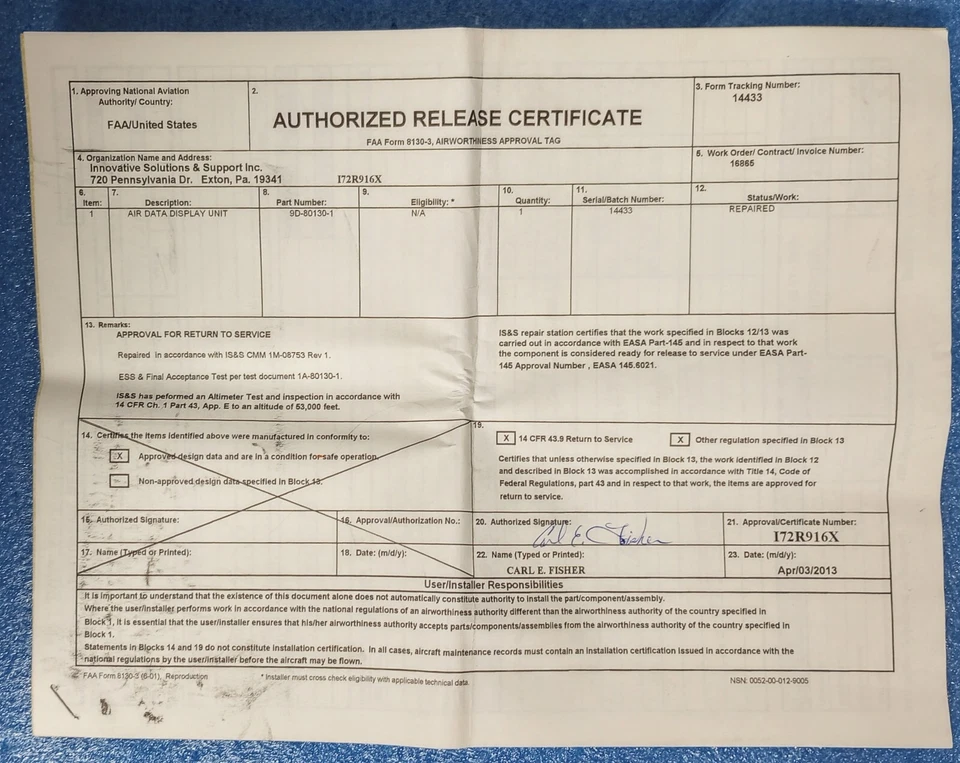 1. Approving National Aviation
Authority/ Country:
FAA/United States
2.
AUTHORIZED RELEASE CERTIFICATE
FAA Form 8130-3, AIRWORTHNESS APPROVAL TAG
3. Form Tracking Number:
14433
4. Organization Name and Address:
Innovative Solutions & Support Inc.
720 Pennsylvania Dr. Exton, Pa. 19341 I72R916X
5. Work Order/ Contract/ Invoice Number:
16865
6.
Item:
7.
Description:
8.
Part Number:
9.
Eligibility: *
10.
Quantity:
11.
Serial/Batch Number:
12.
Status/Work:
1 AIR DATA DISPLAY UNIT 9D-80130-1 N/A 1 14433 REPAIRED
13. Remarks:
APPROVAL FOR RETURN TO SERVICE
Repaired in accordance with IS&S CMM 1M-08753 Rev 1.
ESS & Final Acceptance Test per test document 1A-80130-1.
IS&S has peformed an Altimeter Test and inspection in accordance with
14 CFR Ch. 1 Part 43, App. E to an altitude of 53,000 feet.
IS&S repair station certifies that the work specified in Blocks 12/13 was
carried out in accordance with EASA Part-145 and in respect to that work
the component is considered ready for release to service under EASA Part-
145 Approval Number , EASA 145.6021.
14. Certifies the items identified above were manufactured in conformity to:
X Approved design data and are in a condition for safe operation.
Non-approved design data specified in Block 13.
15. Authorized Signature:
16. Approval/Authorization No.:
17. Name (Typed or Printed):
18. Date: (m/d/y):
19.
X 14 CFR 43.9 Return to Service X Other regulation specified in Block 13
Certifies that unless otherwise specified in Block 13, the work identified in Block 12
and described in Block 13 was accomplished in accordance with Title 14, Code of
Federal Regulations, part 43 and in respect to that work, the items are approved for
return to service.
20. Authorized Signature:
Carl E. Fisher
21. Approval/Certificate Number:
I72R916X
22. Name (Typed or Printed):
CARL E. FISHER
23. Date: (m/d/y):
Apr/03/2013
User/Installer Responsibilities
It is important to understand that the existence of this document alone does not automatically constitute authority to install the part/component/assembly.
Where the user/installer performs work in accordance with the national regulations of an airworthiness authority different than the airworthiness authority of the country specified in
Block 1, it is essential that the user/installer ensures that his/her airworthiness authority accepts parts/components/assemblies from the airworthiness authority of the country specified in
Block 1.
Statements in Blocks 14 and 19 do not constitute installation certification. In all cases, aircraft maintenance records must contain an installation certification issued in accordance with the
national regulations by the user/installer before the aircraft may be flown.
FAA Form 8130-3 (6-01), Reproduction * Installer must cross check eligibility with applicable technical data. NSN: 0052-00-012-9005